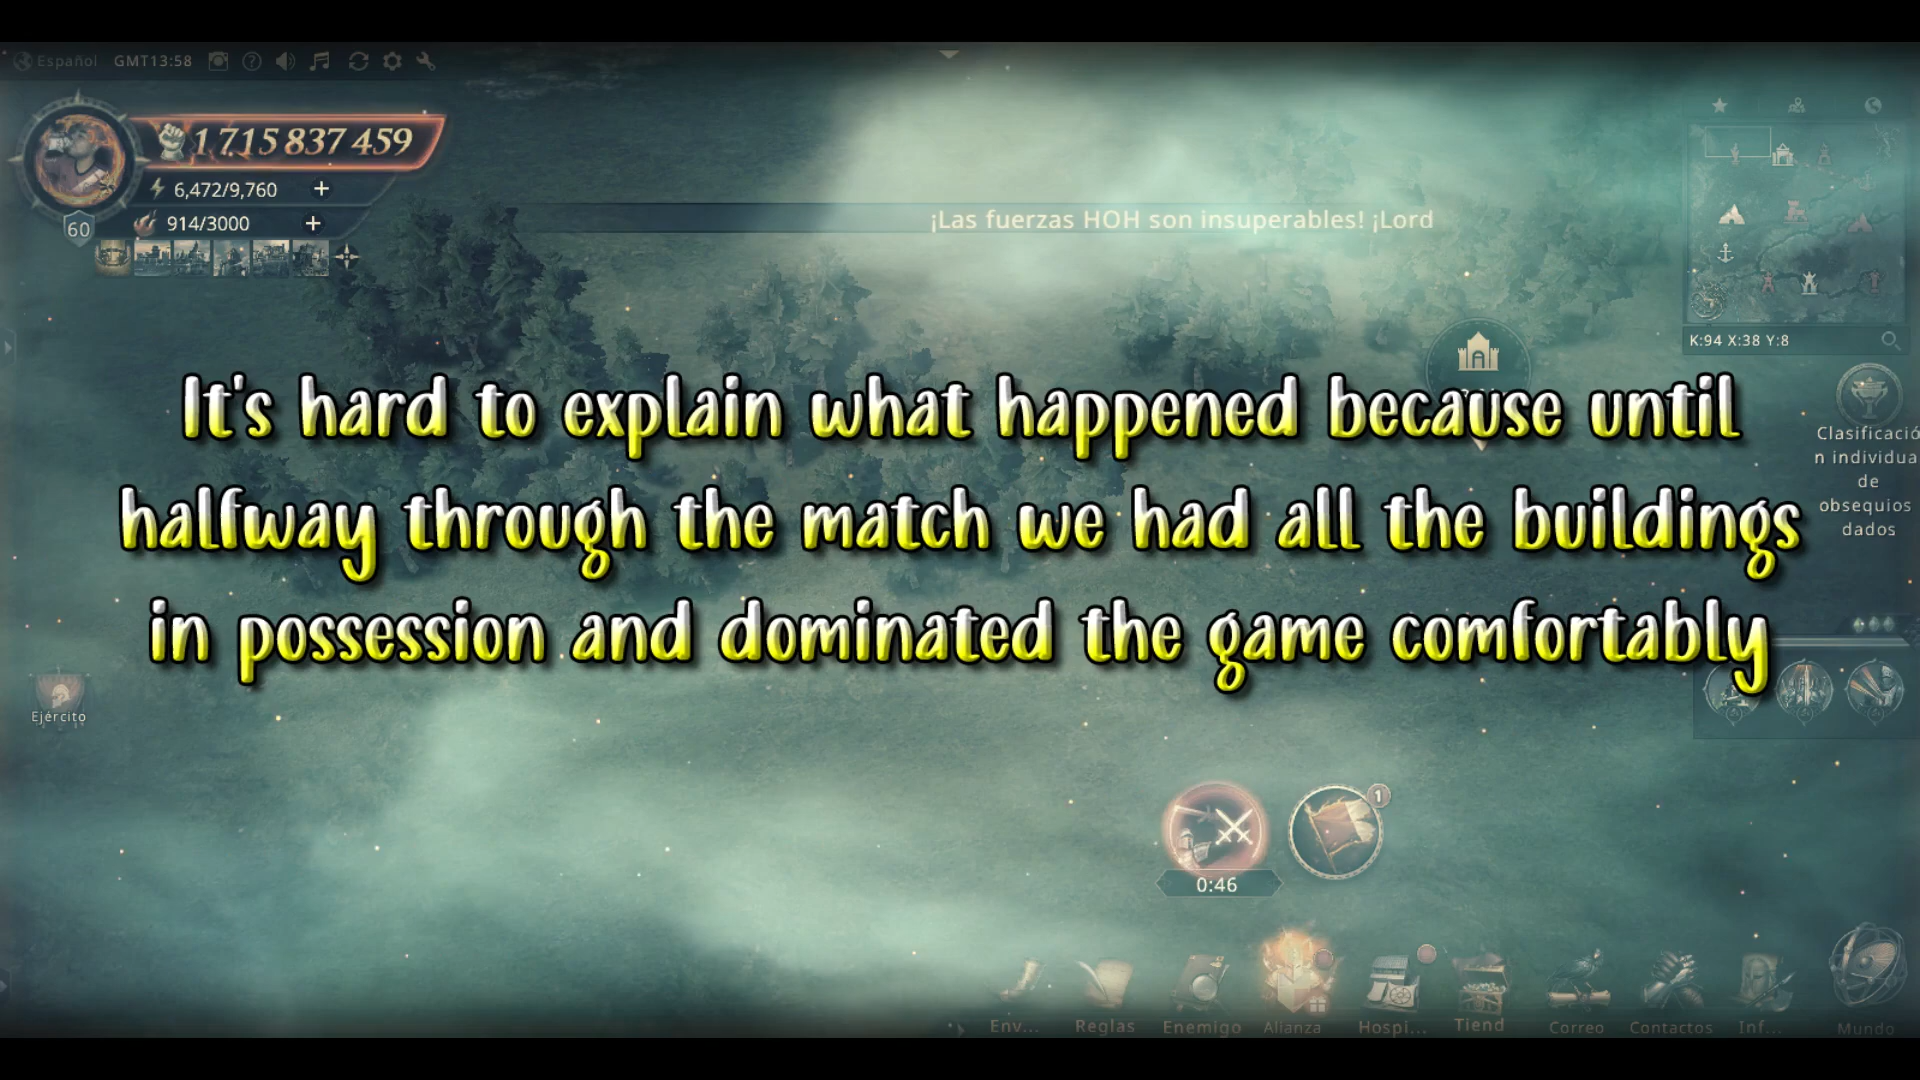 Español GMT13:58
1 715 837 459
6,472/9,760 +
914/3000 +
60
¡Las fuerzas HOH son insuperables! ¡Lord
K:94 X:38 Y:8
Clasificació
n individua
de
obsequios
dados
It's hard to explain what happened because until
halfway through the match we had all the buildings
in possession and dominated the game comfortably
Ejército
1
0:46
Env... Reglas Enemigo Alianza Hospi... Tiend Correo Contactos Inf... Mundo